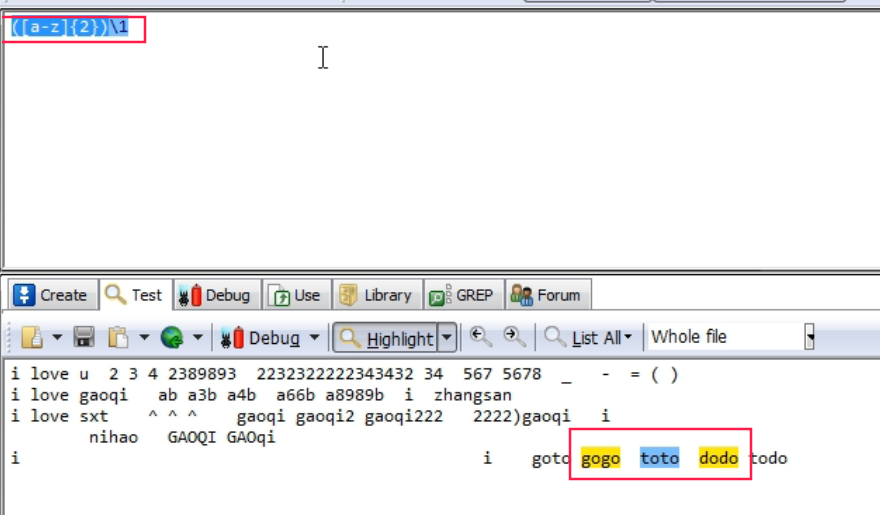 ([a-z]{2})\1
Create Test Debug Use Library GREP Forum
Debug Highlight List All Whole file
i love u  2 3 4 2389893  2232322222343432 34  567 5678  _   -  = ( )
i love gaoqi   ab a3b a4b  a66b a8989b  i  zhangsan
i love sxt    ^ ^ ^    gaoqi gaoqi2 gaoqi222   2222)gaoqi   i
nihao   GAOQI GAOqi
i    i    goto gogo  toto  dodo todo